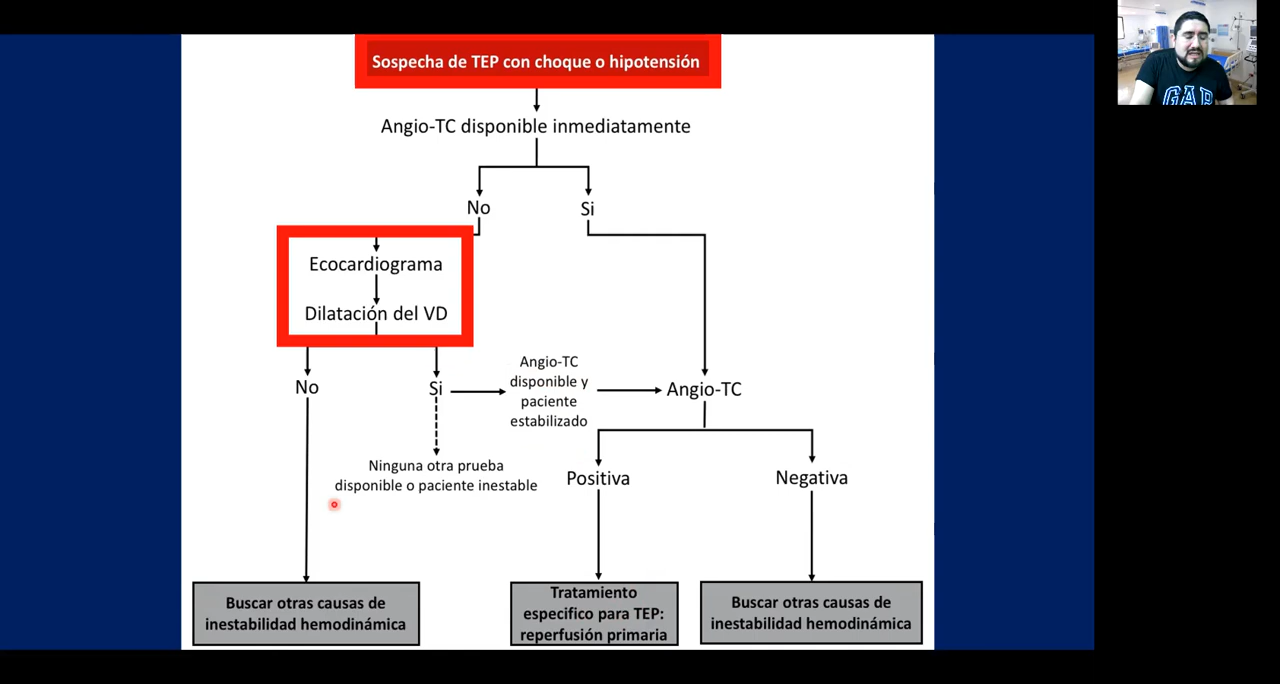 Sospecha de TEP con choque o hipotensión
Angio-TC disponible inmediatamente
No
Si
Ecocardiograma
Dilatación del VD
No
Si
Angio-TC
disponible y
paciente
estabilizado
Angio-TC
Ninguna otra prueba
disponible o paciente inestable
Positiva
Negativa
Buscar otras causas de
inestabilidad hemodinámica
Tratamiento
especifico para TEP:
reperfusión primaria
Buscar otras causas de
inestabilidad hemodinámica
GAP